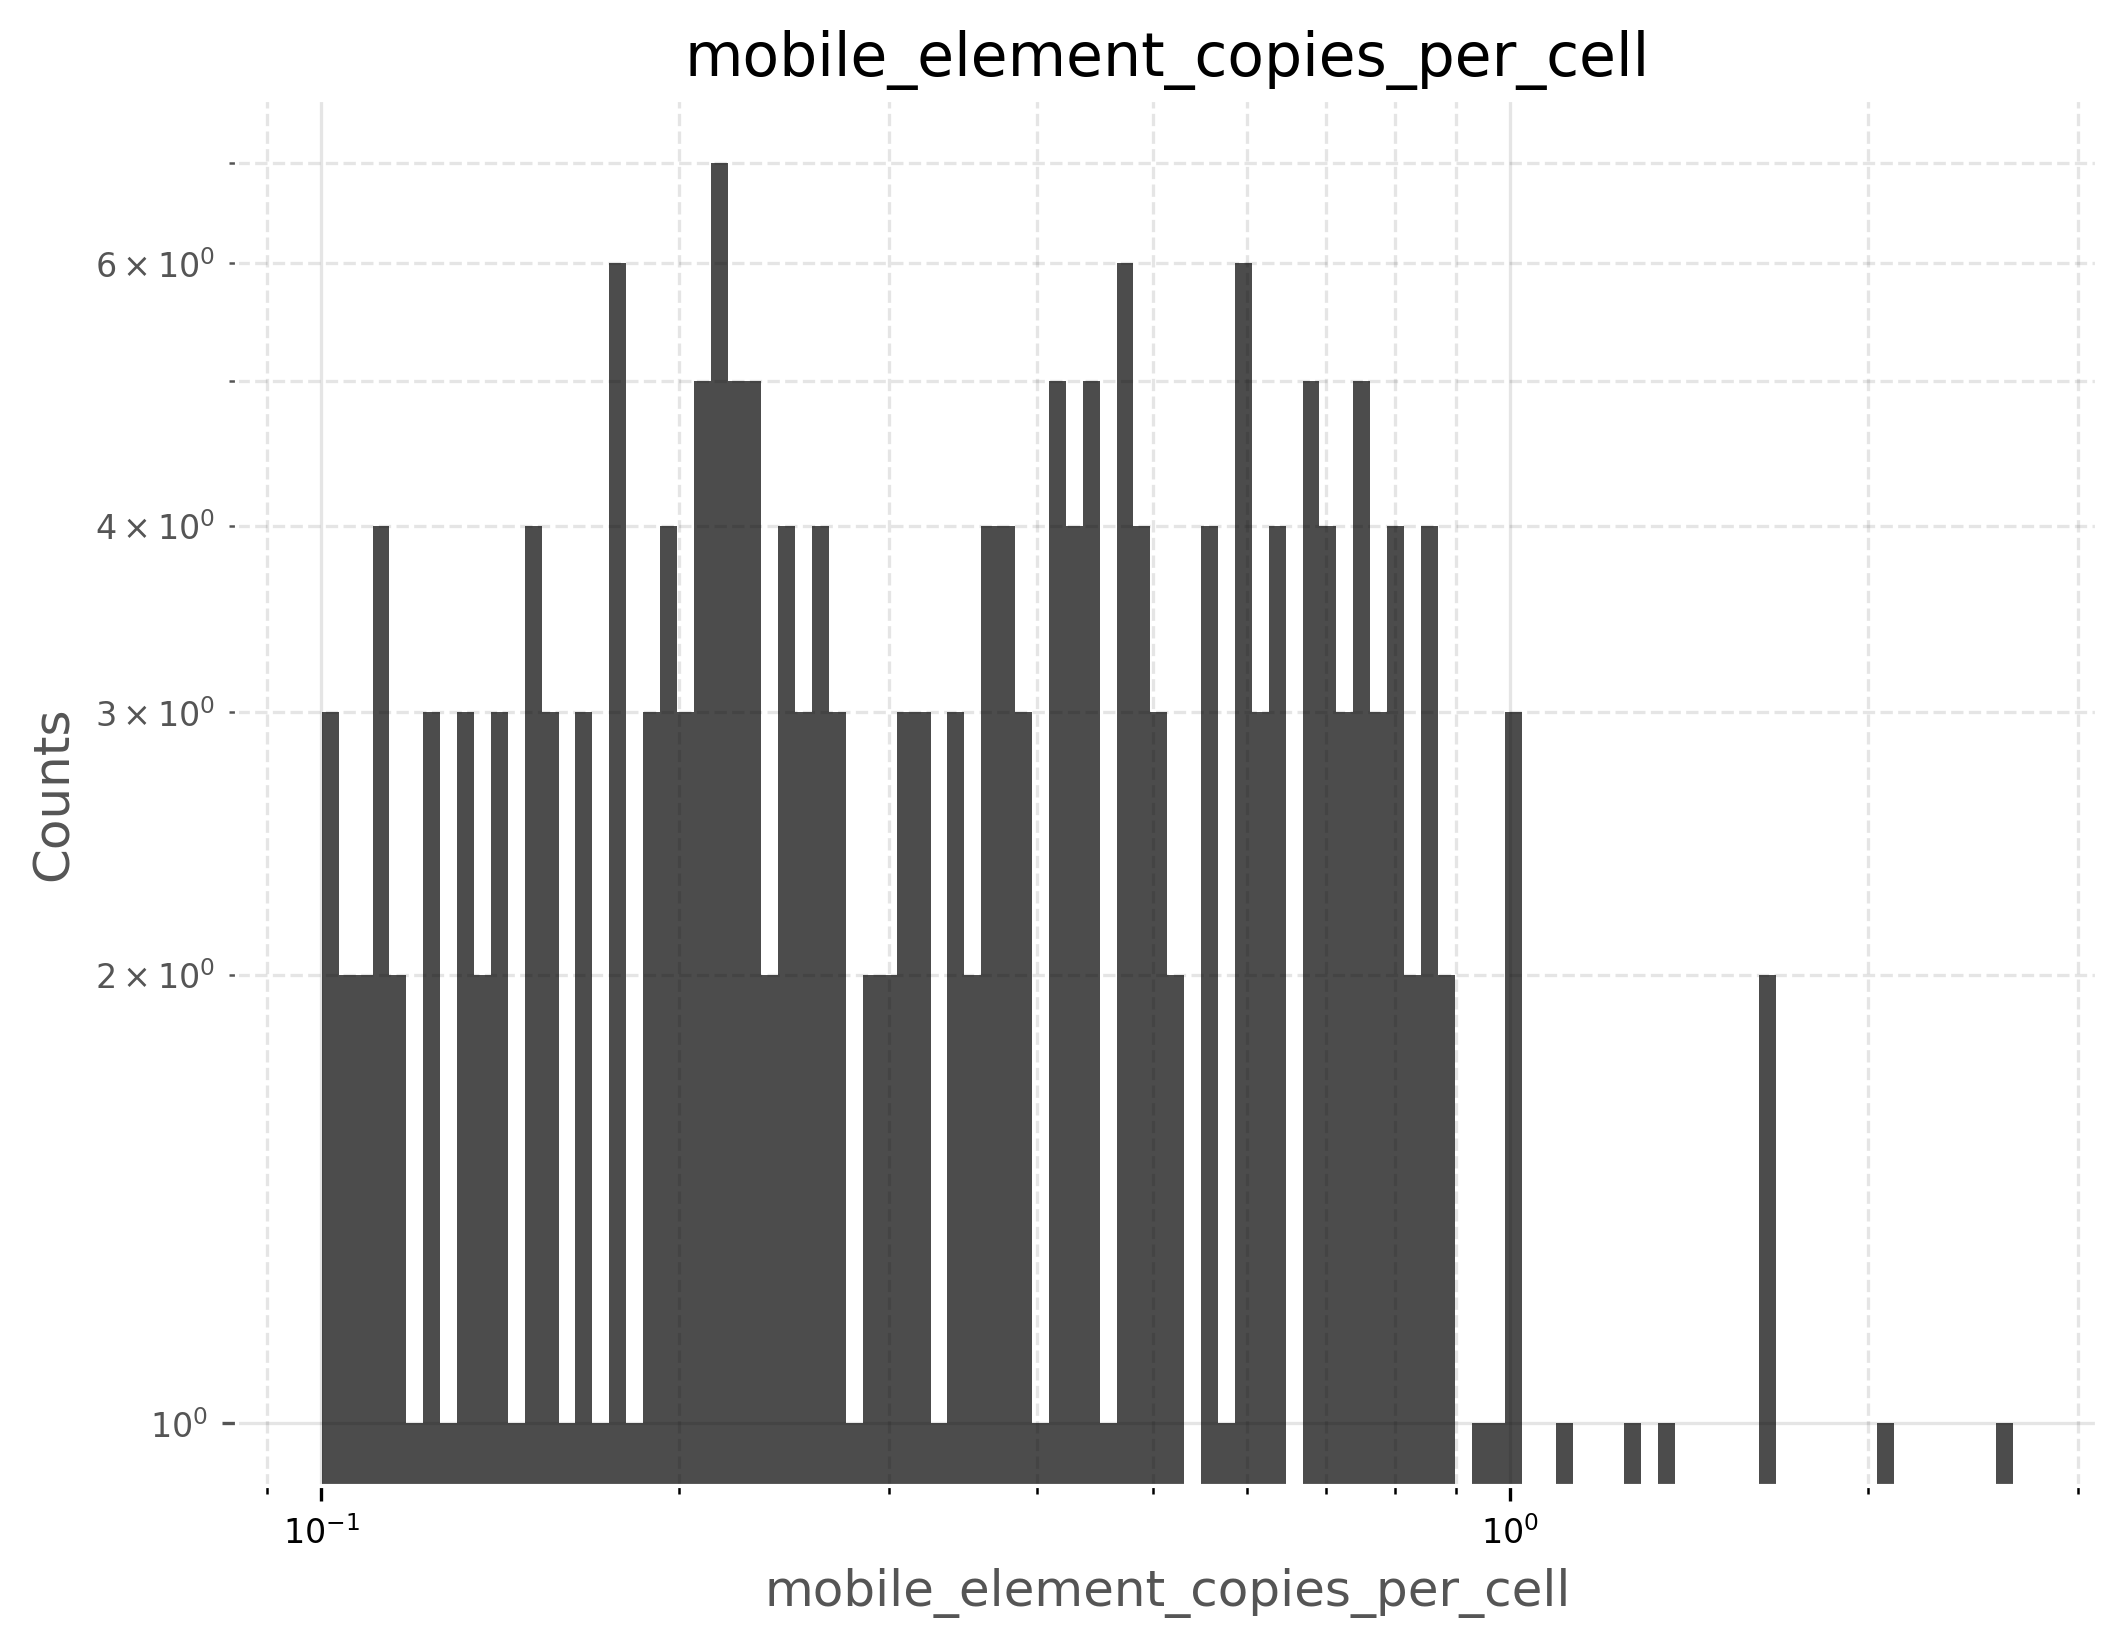 mobile_element_copies_per_cell
6 × 10⁰
4 × 10⁰
3 × 10⁰
2 × 10⁰
10⁰
Counts
10⁻¹
10⁰
mobile_element_copies_per_cell